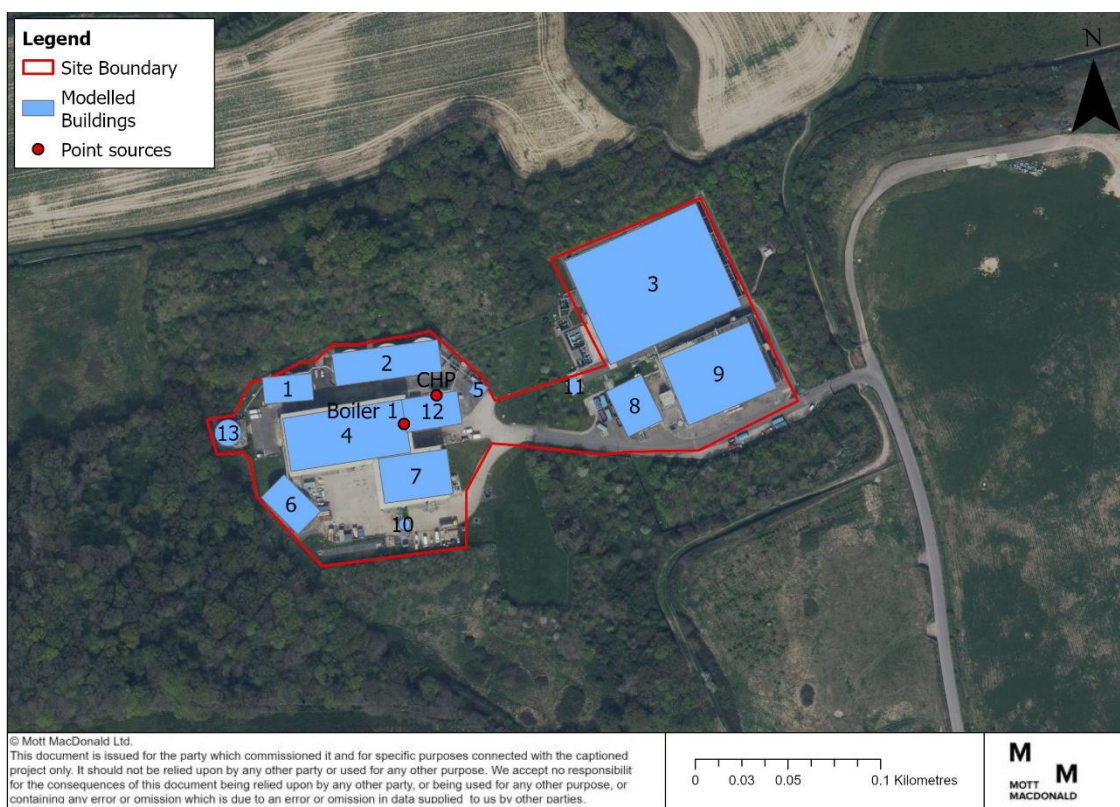 Legend
Site Boundary
Modelled
Buildings
Point sources
N
3
2
CHP
1
5
11
9
8
Boiler 1
12
13
4
7
6
10
© Mott MacDonald Ltd.
This document is issued for the party which commissioned it and for specific purposes connected with the captioned
project only. It should not be relied upon by any other party or used for any other purpose. We accept no responsibilit
for the consequences of this document being relied upon by any other party, or being used for any other purpose, or
containing any error or omission which is due to an error or omission in data supplied to us by other parties.
0 0.03 0.05 0.1 Kilometres
M
M
MOTT
MACDONALD